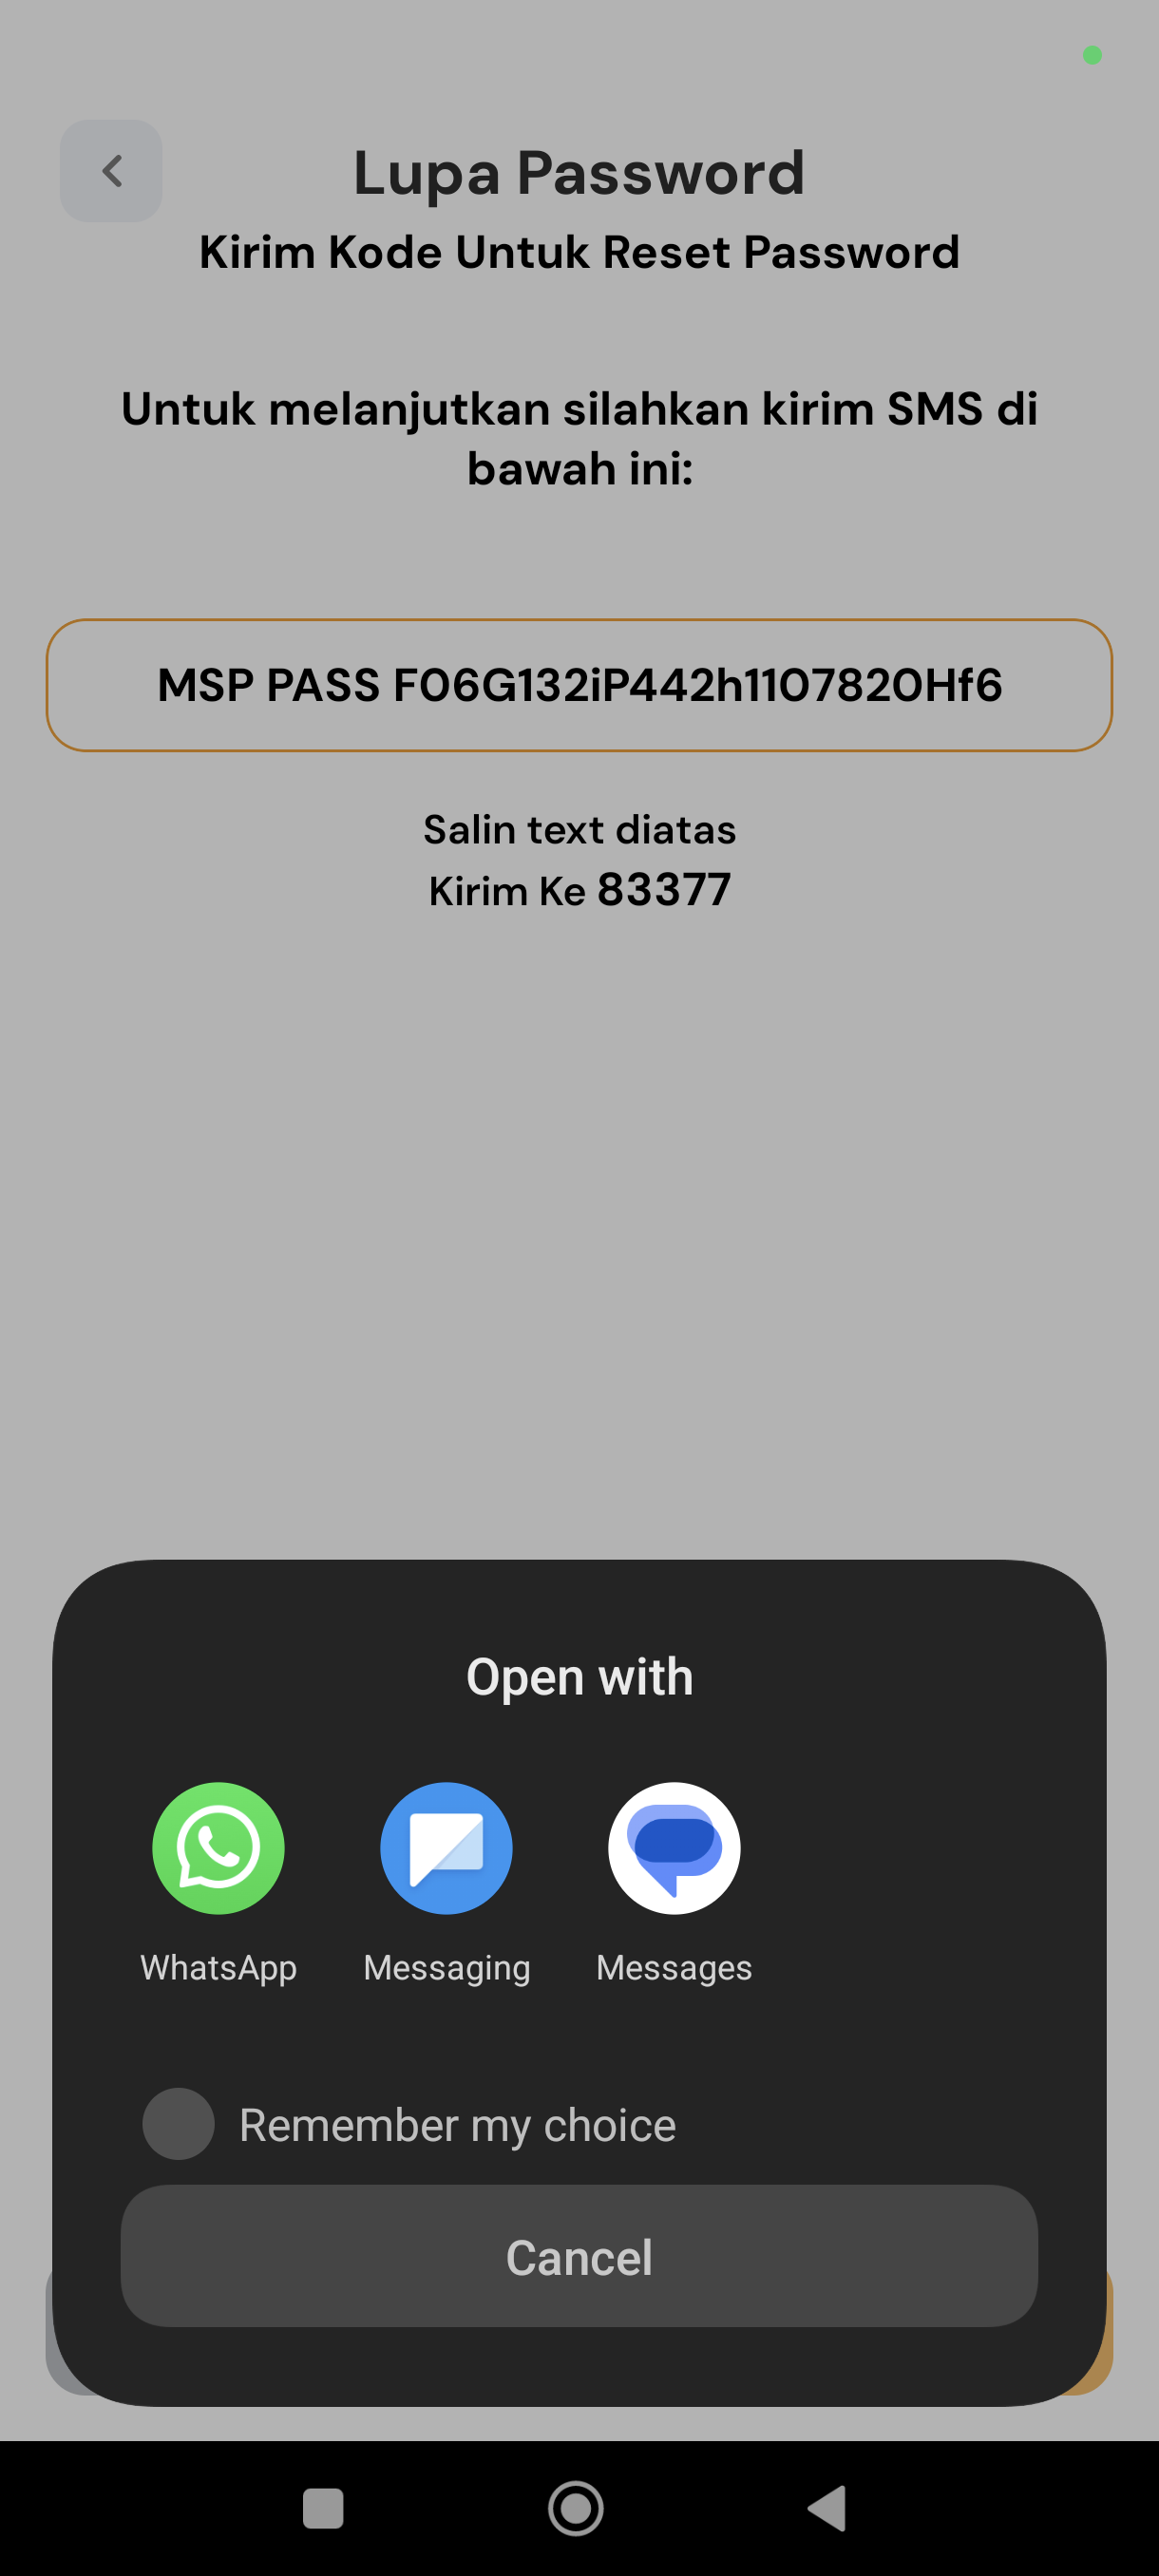 Lupa Password
Kirim Kode Untuk Reset Password
Untuk melanjutkan silahkan kirim SMS di
bawah ini:
MSP PASS F06G132iP442h1107820Hf6
Salin text diatas
Kirim Ke 83377
Open with
WhatsApp
Messaging
Messages
Remember my choice
Cancel